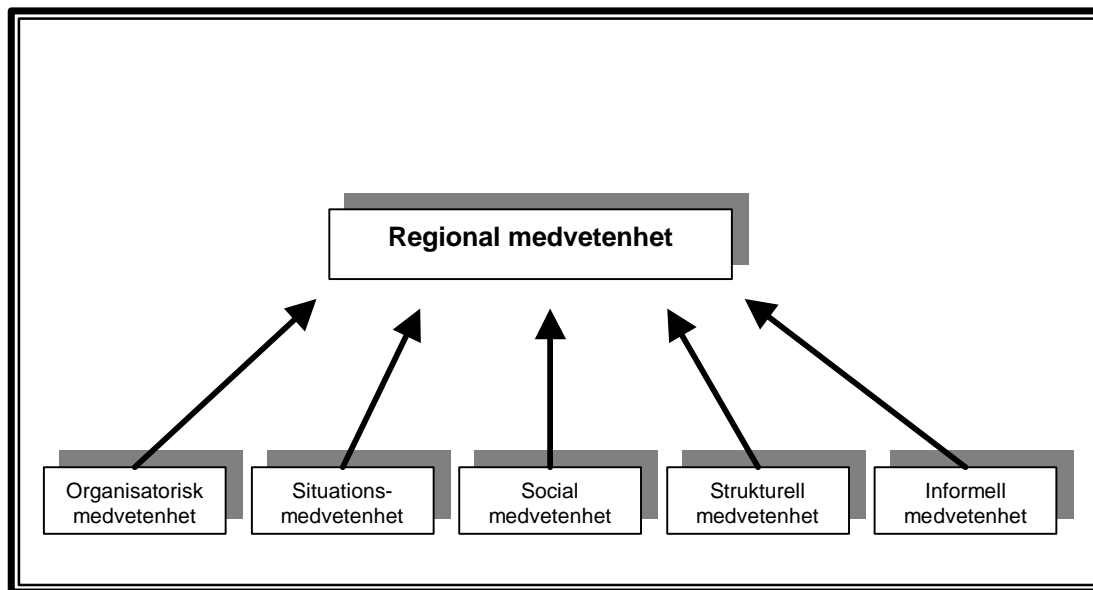 Regional medvetenhet
Organisatorisk
medvetenhet
Situations-
medvetenhet
Social
medvetenhet
Strukturell
medvetenhet
Informell
medvetenhet